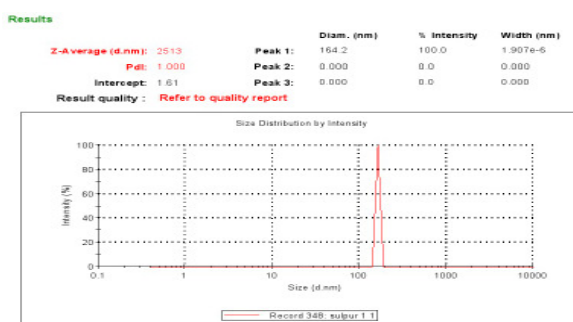 Results
Diam. (nm) % Intensity Width (nm)
Z-Average (d.nm): 2513 Peak 1: 164.2 100.0 1.907e-6
PdI: 1.000 Peak 2: 0.000 0.0 0.000
Intercept: 1.61 Peak 3: 0.000 0.0 0.000
Result quality : Refer to quality report
Size Distribution by Intensity
Intensity (%)
100
80
60
40
20
0
0.1 1 10 100 1000 10000
Size (d.nm)
Record 348: sulpur 1 1